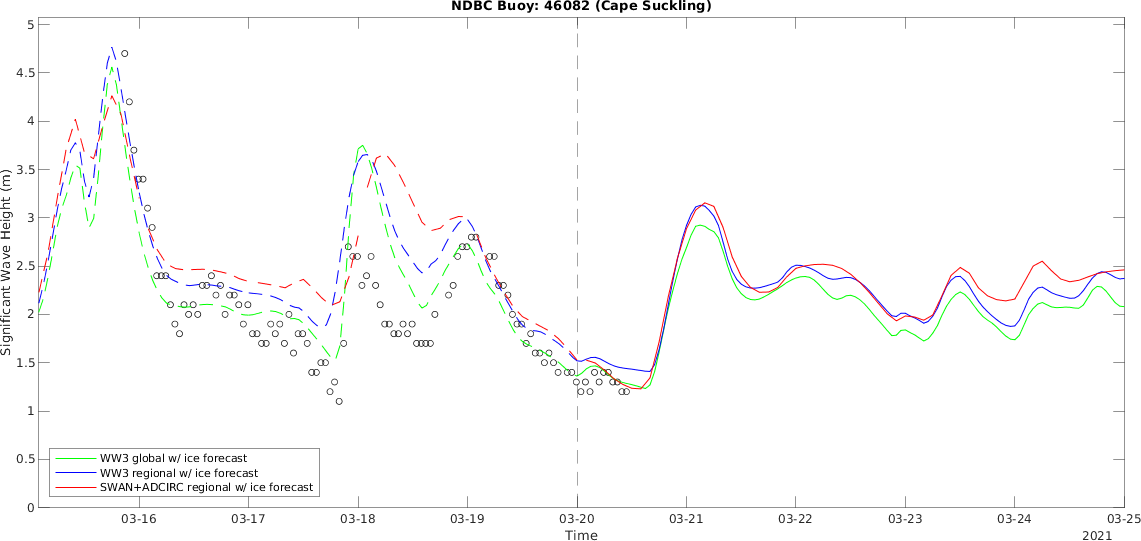 NDBC Buoy: 46082 (Cape Suckling)
5
4.5
4
3.5
3
2.5
2
1.5
1
0.5
0
Significant Wave Height (m)
WW3 global w/ ice forecast
WW3 regional w/ ice forecast
SWAN+ADCIRC regional w/ ice forecast
03-16 03-17 03-18 03-19 03-20 03-21 03-22 03-23 03-24 03-25
Time
2021